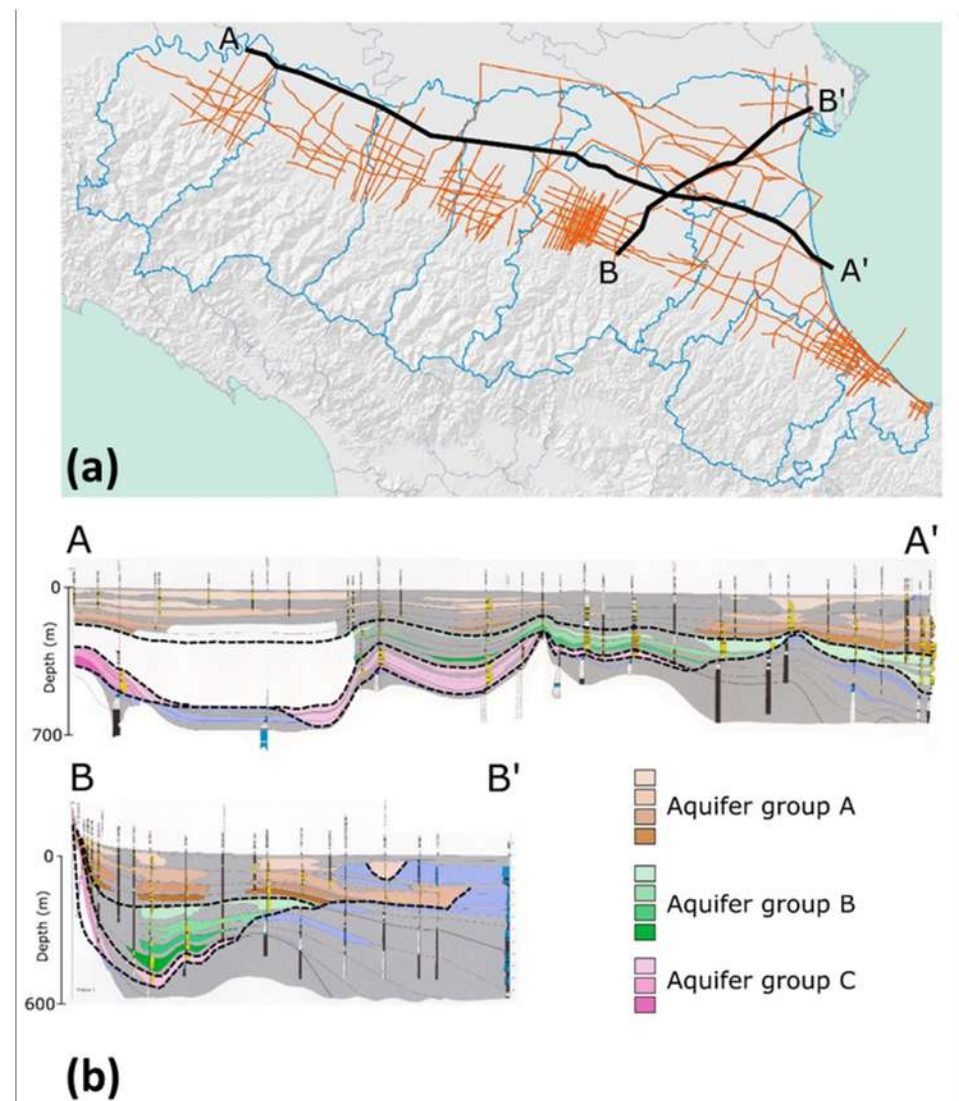 A
B'
B
A'
(a)
A
A'
0
Depth (m)
700
B
B'
0
Depth (m)
600
Aquifer group A
Aquifer group B
Aquifer group C
(b)